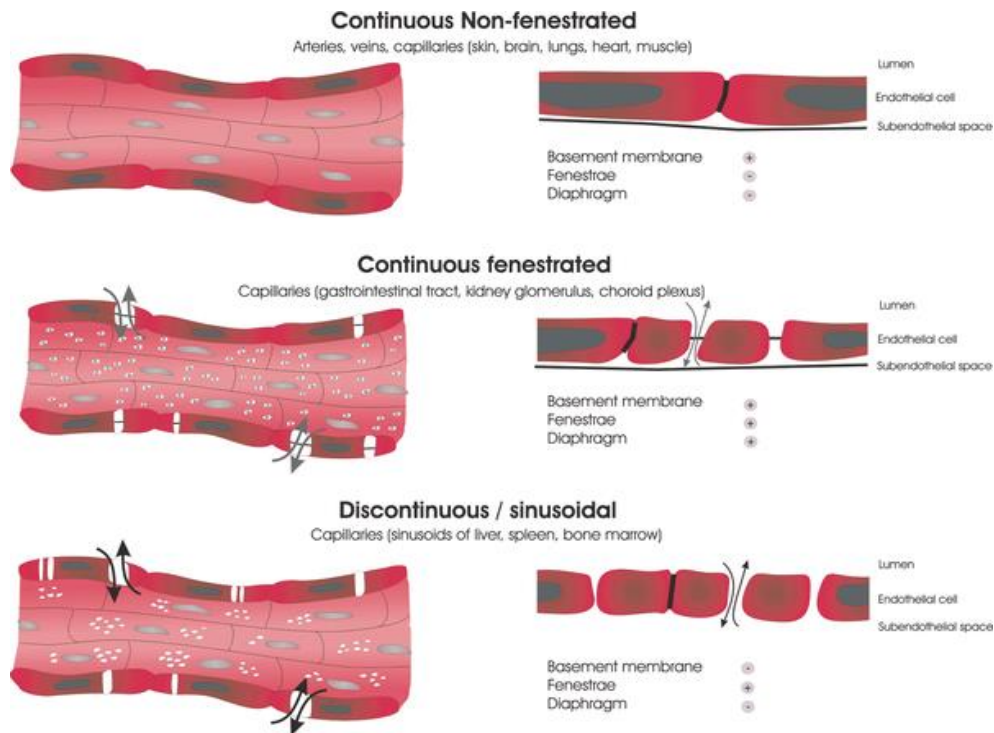 Continuous Non-fenestrated
Arteries, veins, capillaries (skin, brain, lungs, heart, muscle)
Lumen
Endothelial cell
Subendothelial space
Basement membrane +
Fenestrae -
Diaphragm -
Continuous fenestrated
Capillaries (gastrointestinal tract, kidney glomerulus, choroid plexus)
Lumen
Endothelial cell
Subendothelial space
Basement membrane +
Fenestrae +
Diaphragm +
Discontinuous / sinusoidal
Capillaries (sinusoids of liver, spleen, bone marrow)
Lumen
Endothelial cell
Subendothelial space
Basement membrane -
Fenestrae +
Diaphragm -